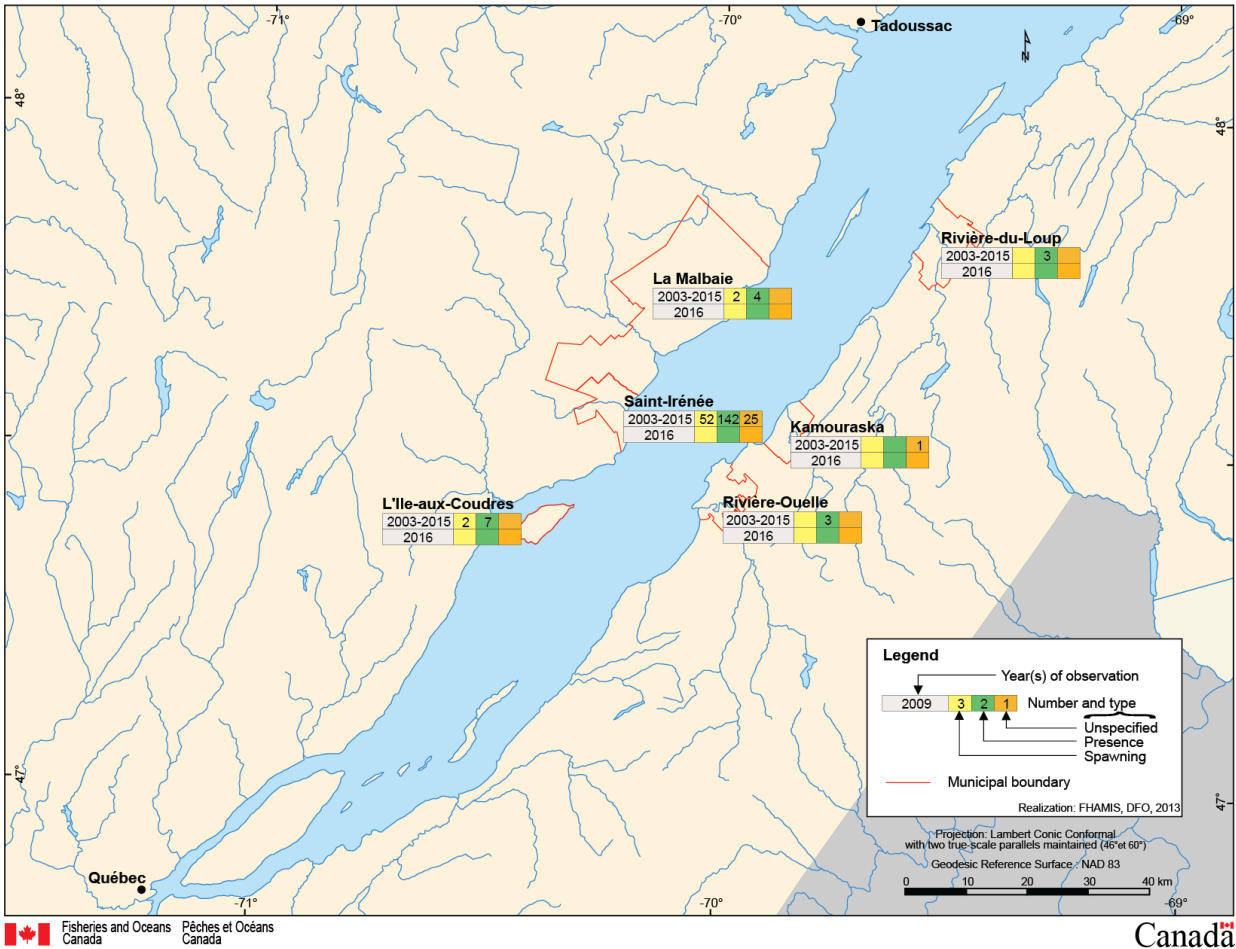 -71°
-70°
-69°
Tadoussac
N
48°
48°
Rivière-du-Loup
2003-2015 3
2016
La Malbaie
2003-2015 2 4
2016
Saint-Irénée
2003-2015 52 142 25
2016
Kamouraska
2003-2015 1
2016
L'Ile-aux-Coudres
2003-2015 2 7
2016
Rivière-Ouelle
2003-2015 3
2016
Legend
Year(s) of observation
2009 3 2 1 Number and type
Unspecified
Presence
Spawning
Municipal boundary
Realization: FHAMIS, DFO, 2013
47°
47°
Projection: Lambert Conic Conformal
with two true-scale parallels maintained (46°et 60°)
Geodesic Reference Surface : NAD 83
0 10 20 30 40 km
Québec
-71°
-70°
-69°
Fisheries and Oceans Pêches et Océans
Canada Canada
Canada